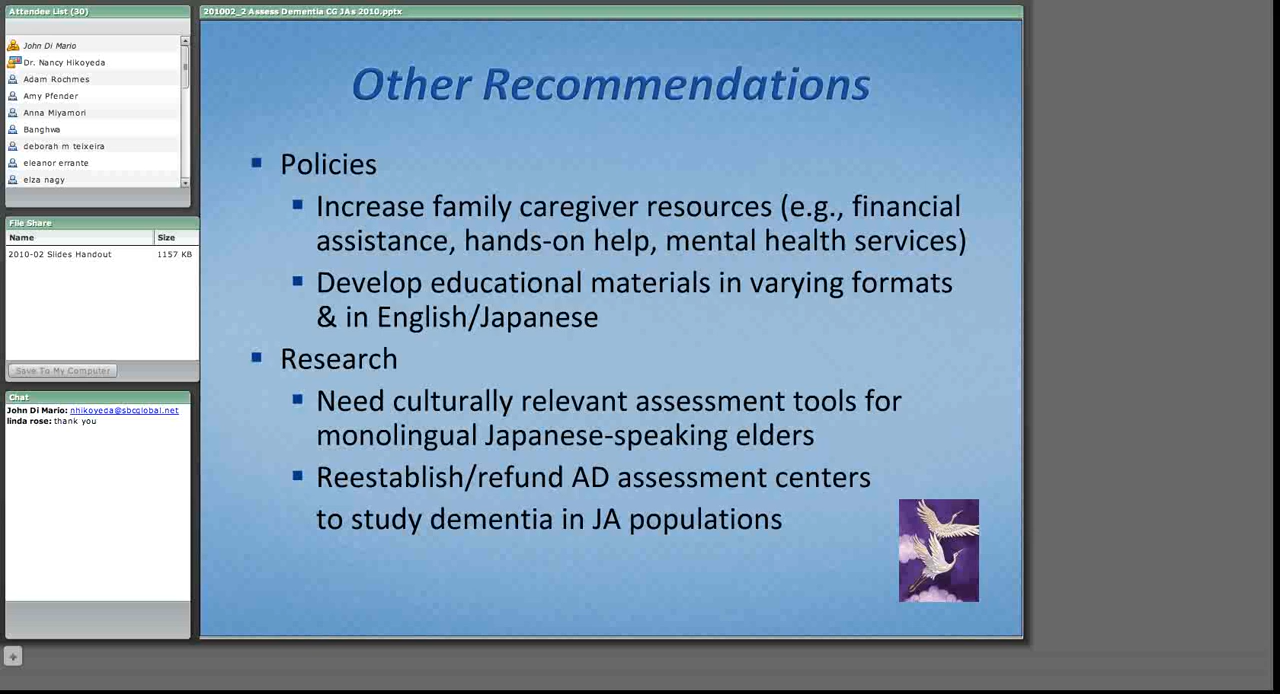 Attendee List (30)
John Di Mario
Dr. Nancy Hikoyeda
Adam Rochmes
Amy Pfender
Anna Miyamori
Banghwa
deborah m teixeira
eleanor errante
elza nagy
File Share
Name Size
2010-02 Slides Handout 1157 KB
Save To My Computer
Chat
John Di Mario: nhikoyeda@sbcglobal.net
linda rose: thank you
201002_2 Assess Dementia CG JAs 2010.pptx
Other Recommendations
Policies
Increase family caregiver resources (e.g., financial
assistance, hands-on help, mental health services)
Develop educational materials in varying formats
& in English/Japanese
Research
Need culturally relevant assessment tools for
monolingual Japanese-speaking elders
Reestablish/refund AD assessment centers
to study dementia in JA populations